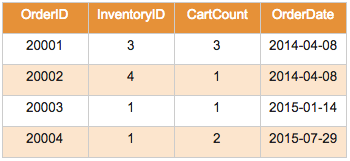 OrderID InventoryID CartCount OrderDate
20001 3 3 2014-04-08
20002 4 1 2014-04-08
20003 1 1 2015-01-14
20004 1 2 2015-07-29